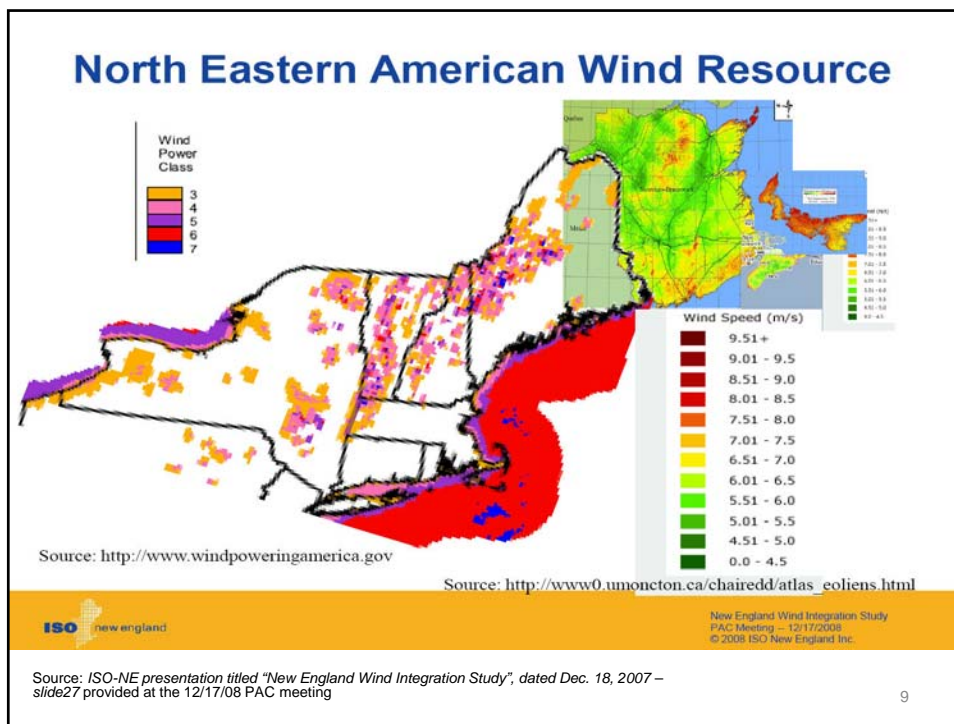 North Eastern American Wind Resource
Wind
Power
Class
3
4
5
6
7
Quebec
Wind Speed (m/s)
9.51+
9.01 - 9.5
8.51 - 9.0
8.01 - 8.5
7.51 - 8.0
7.01 - 7.5
6.51 - 7.0
6.01 - 6.5
5.51 - 6.0
5.01 - 5.5
4.51 - 5.0
0.0 - 4.5
Source: http://www.windpoweringamerica.gov
Source: http://www0.umoncton.ca/chairedd/atlas_eoliens.html
ISO new england
New England Wind Integration Study
PAC Meeting – 12/17/2008
© 2008 ISO New England Inc.
Source: ISO-NE presentation titled “New England Wind Integration Study”, dated Dec. 18, 2007 –
slide27 provided at the 12/17/08 PAC meeting
9